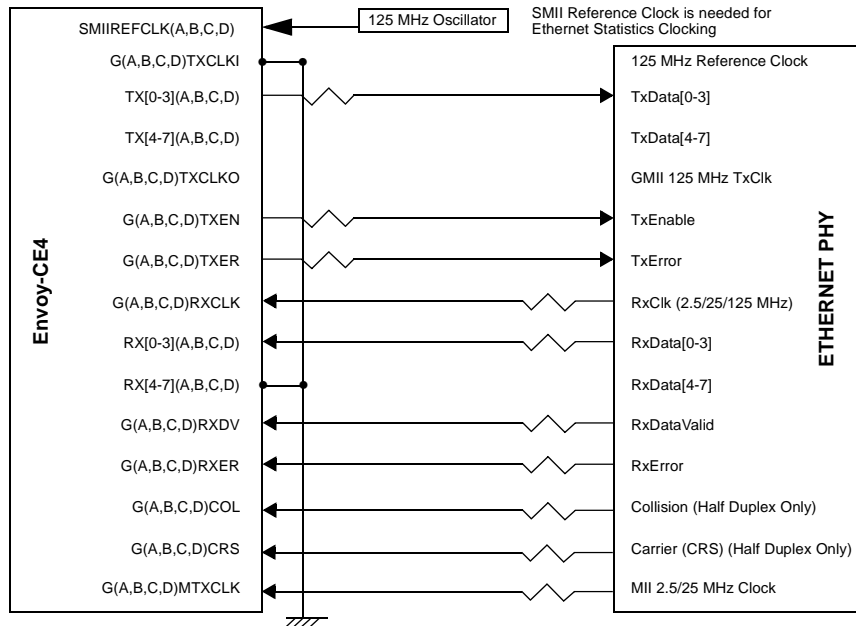 SMIIREFCLK(A,B,C,D)
125 MHz Oscillator
SMII Reference Clock is needed for
Ethernet Statistics Clocking
G(A,B,C,D)TXCLKI
125 MHz Reference Clock
TX[0-3](A,B,C,D)
TxData[0-3]
TX[4-7](A,B,C,D)
TxData[4-7]
G(A,B,C,D)TXCLKO
GMII 125 MHz TxClk
G(A,B,C,D)TXEN
TxEnable
G(A,B,C,D)TXER
TxError
Envoy-CE4
ETHERNET PHY
G(A,B,C,D)RXCLK
RxClk (2.5/25/125 MHz)
RX[0-3](A,B,C,D)
RxData[0-3]
RX[4-7](A,B,C,D)
RxData[4-7]
G(A,B,C,D)RXDV
RxDataValid
G(A,B,C,D)RXER
RxError
G(A,B,C,D)COL
Collision (Half Duplex Only)
G(A,B,C,D)CRS
Carrier (CRS) (Half Duplex Only)
G(A,B,C,D)MTXCLK
MII 2.5/25 MHz Clock